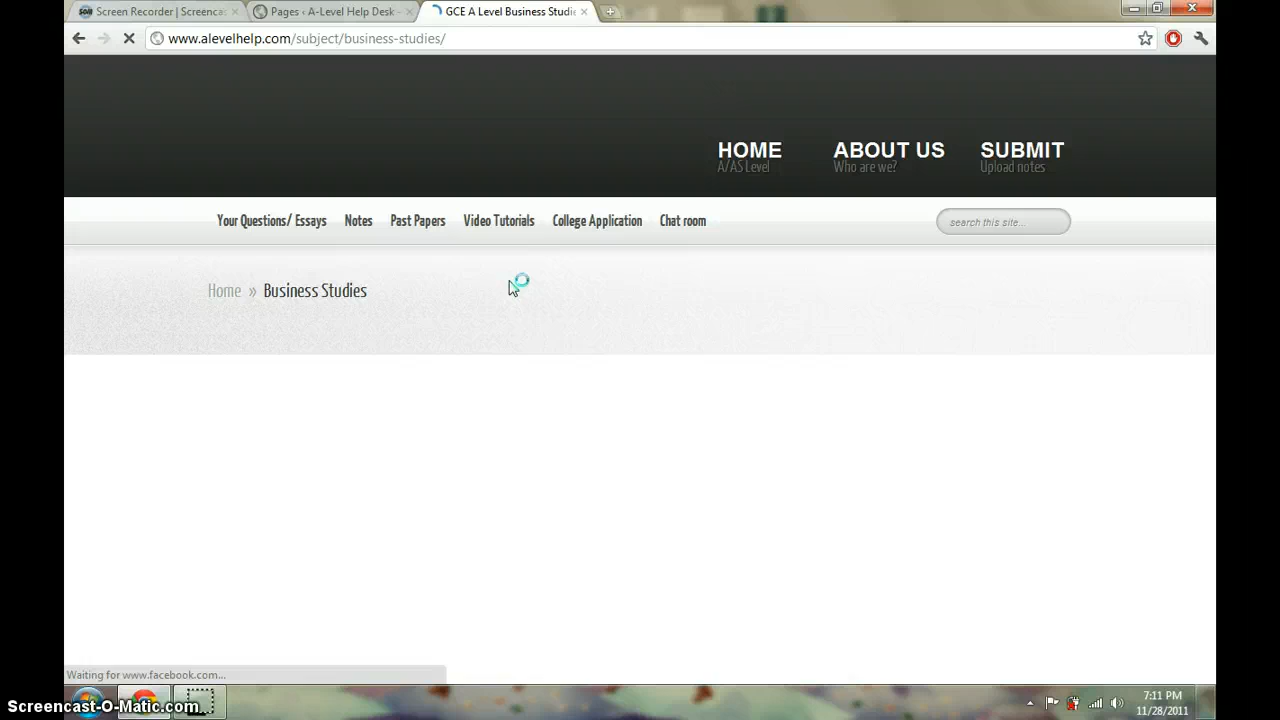 Screen Recorder | Screencas
Pages ‹ A-Level Help Desk -
GCE A Level Business Studie
www.alevelhelp.com/subject/business-studies/
HOME
A/AS Level
ABOUT US
Who are we?
SUBMIT
Upload notes
Your Questions/ Essays
Notes
Past Papers
Video Tutorials
College Application
Chat room
search this site...
Home » Business Studies
Waiting for www.facebook.com...
7:11 PM
11/28/2011
Screencast-O-Matic.com